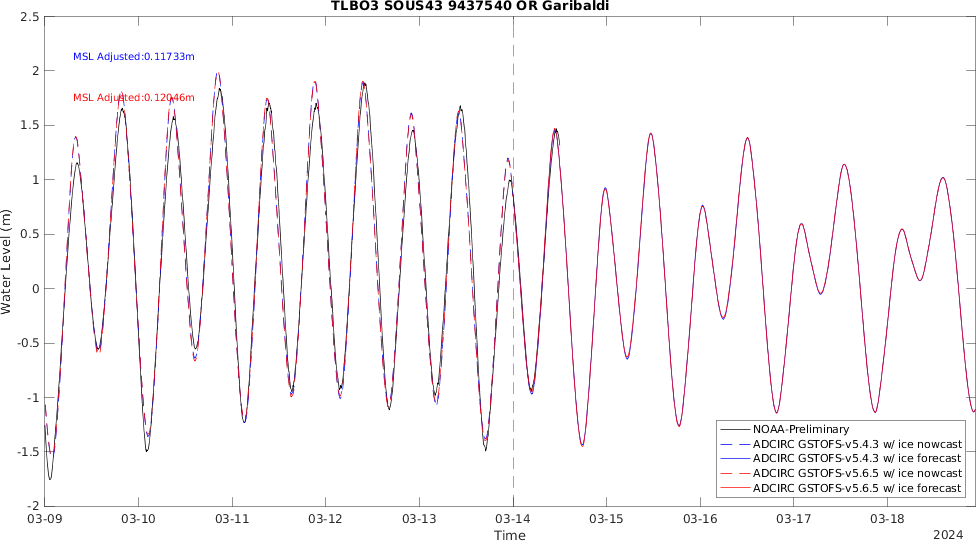 TLBO3 SOUS43 9437540 OR Garibaldi
MSL Adjusted:0.11733m
MSL Adjusted:0.12046m
Water Level (m)
2.5
2
1.5
1
0.5
0
-0.5
-1
-1.5
-2
NOAA-Preliminary
ADCIRC GSTOFS-v5.4.3 w/ ice nowcast
ADCIRC GSTOFS-v5.4.3 w/ ice forecast
ADCIRC GSTOFS-v5.6.5 w/ ice nowcast
ADCIRC GSTOFS-v5.6.5 w/ ice forecast
03-09 03-10 03-11 03-12 03-13 03-14 03-15 03-16 03-17 03-18
Time
2024